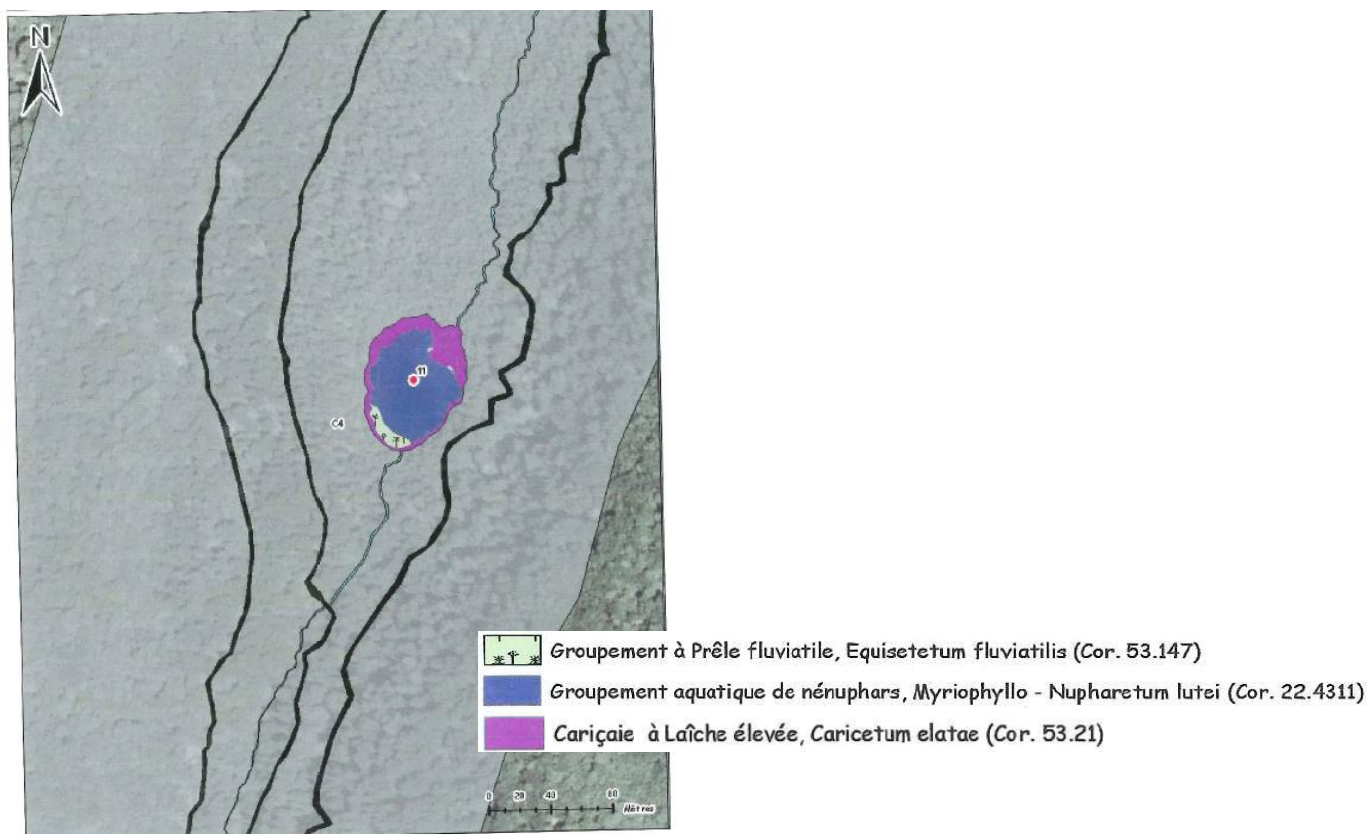 N
11
C4
Groupement à Prêle fluviatile, Equisetetum fluviatilis (Cor. 53.147)
Groupement aquatique de nénuphars, Myriophyllo - Nupharetum lutei (Cor. 22.4311)
Cariçaie à Laîche élevée, Caricetum elatae (Cor. 53.21)
0 20 40 80
Mètres